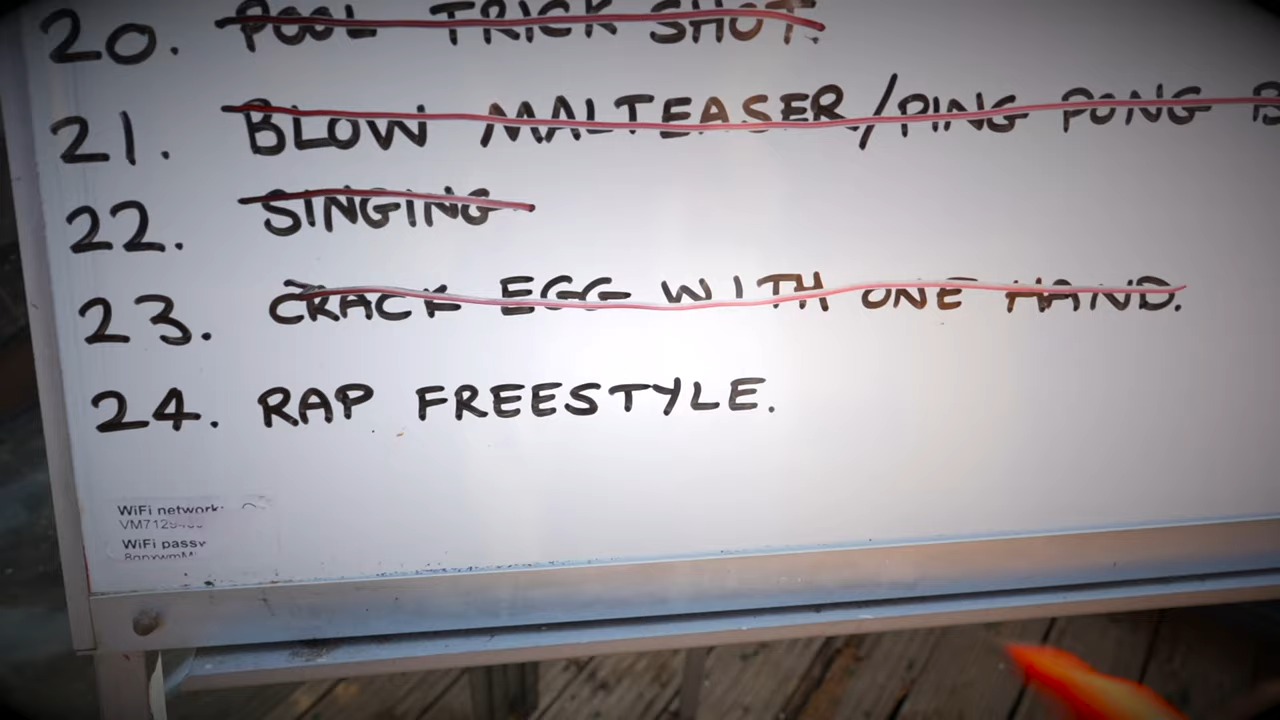 20. POOL TRICK SHOT.
21. BLOW MALTEASER/PING PONG
22. SINGING
23. CRACK EGG WITH ONE HAND.
24. RAP FREESTYLE.
WiFi network:
WiFi